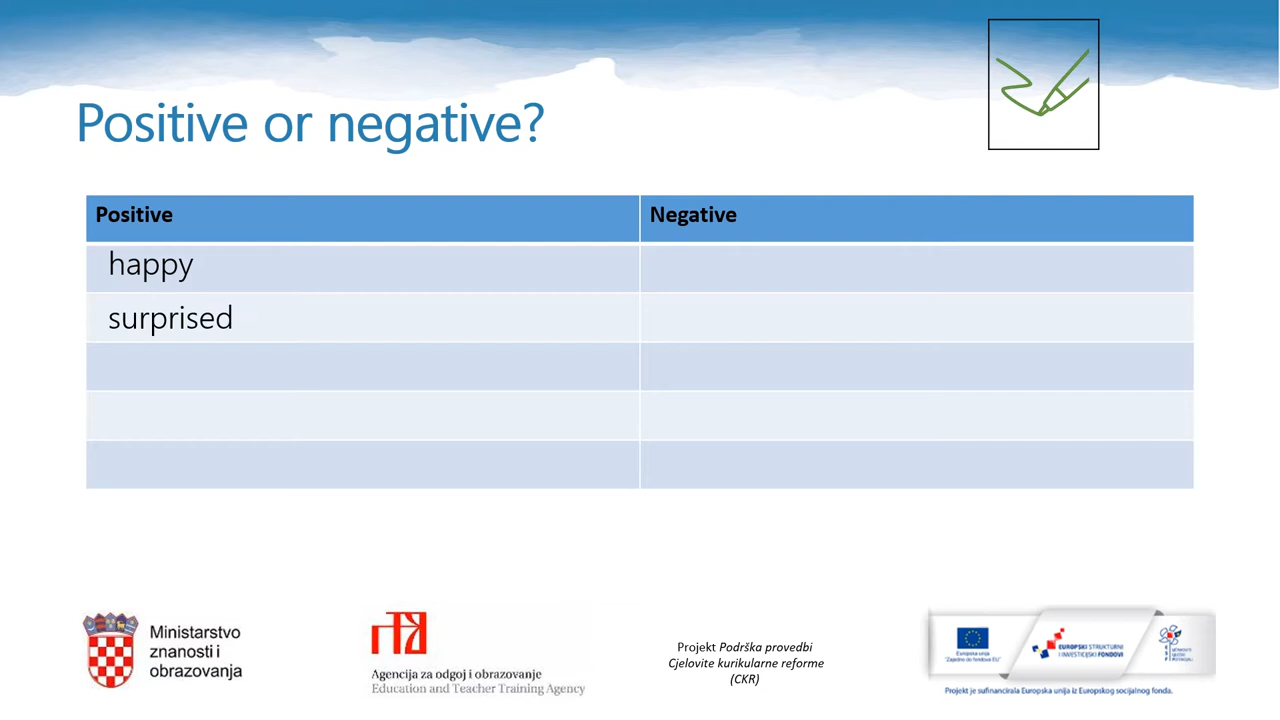 Positive or negative?
Positive
Negative
happy
surprised
Ministarstvo
znanosti i
obrazovanja
Agencija za odgoj i obrazovanje
Education and Teacher Training Agency
Projekt Podrška provedbi
Cjelovite kurikularne reforme
(CKR)
Europska unija
"Zajedno do fondova EU"
EUROPSKI STRUKTURNI
I INVESTICIJSKI FONDOVI
Projekt je sufinancirala Europska unija iz Europskog socijalnog fonda.